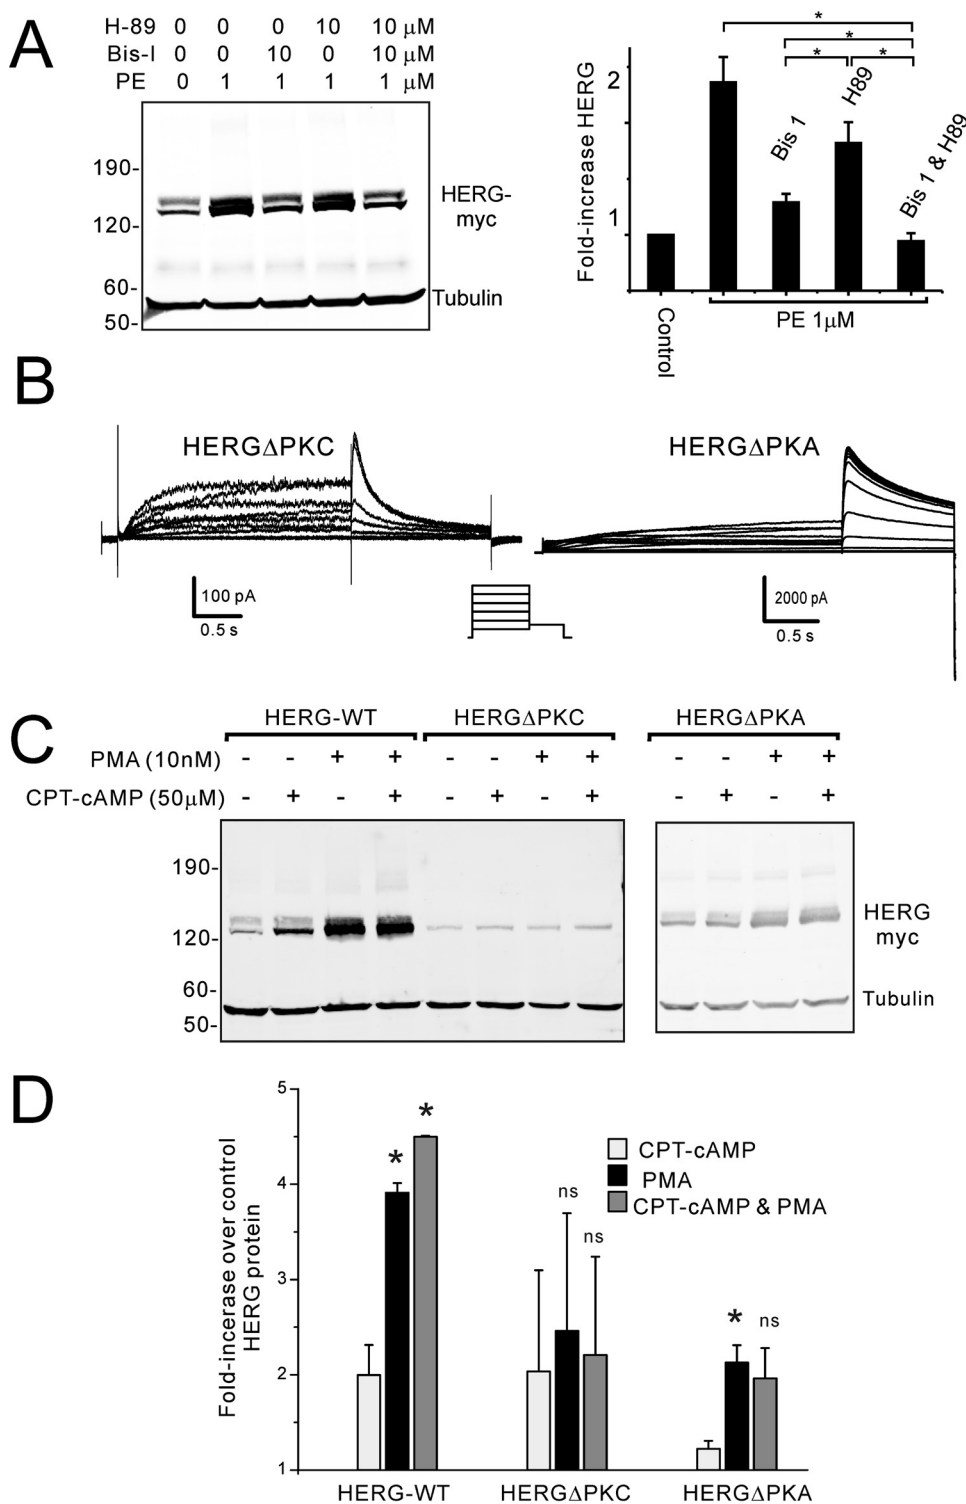 A
H-89 0 0 0 10 10 μM
Bis-I 0 0 10 0 10 μM
PE 0 1 1 1 1 μM
190-
120-
60-
50-
HERG-
myc
Tubulin
Fold-increase HERG
2
1
* 
*
* *
Bis 1
H89
Bis 1 & H89
Control
PE 1μM
B
HERGΔPKC
HERGΔPKA
100 pA
0.5 s
2000 pA
0.5 s
C
HERG-WT HERGΔPKC HERGΔPKA
PMA (10nM) - - + + - - + + - - + +
CPT-cAMP (50μM) - + - + - + - + - + - +
190-
120-
60-
50-
HERG
myc
Tubulin
D
Fold-incerase over control
HERG protein
5
4
3
2
1
*
*
ns
ns
*
ns
CPT-cAMP
PMA
CPT-cAMP & PMA
HERG-WT HERGΔPKC HERGΔPKA